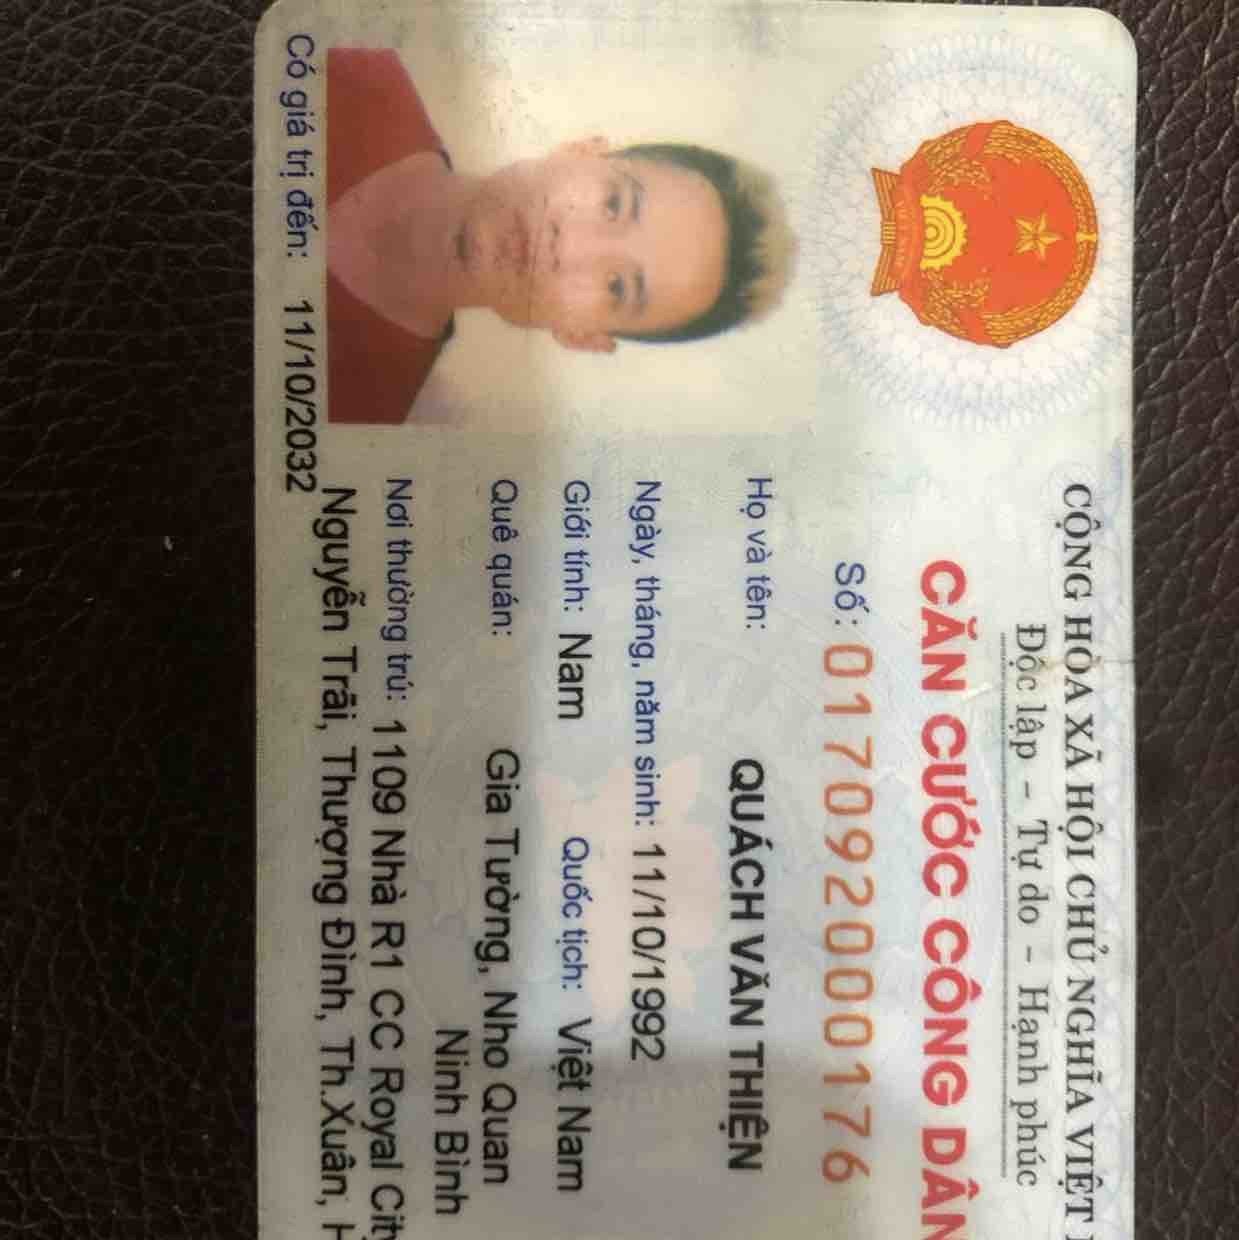 CỘNG HÒA XÃ HỘI CHỦ NGHĨA VIỆT
Độc lập - Tự do - Hạnh phúc
CĂN CƯỚC CÔNG DÂN
Số: 017092000176
Họ và tên: QUÁCH VĂN THIỆN
Ngày, tháng, năm sinh: 11/10/1992
Giới tính: Nam Quốc tịch: Việt Nam
Quê quán: Gia Tường, Nho Quan
Ninh Bình
Nơi thường trú: 1109 Nhà R1 CC Royal City
Nguyễn Trãi, Thượng Đình, Th.Xuân,
Có giá trị đến: 11/10/2032